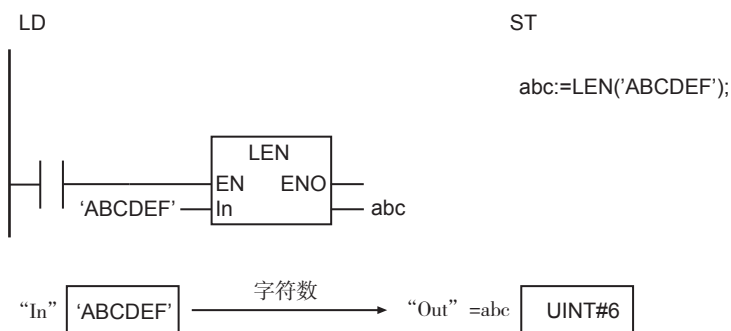 LD
ST
abc:=LEN('ABCDEF');
LEN
EN ENO
‘ABCDEF’ In abc
字符数
“In” ‘ABCDEF’ “Out” =abc UINT#6